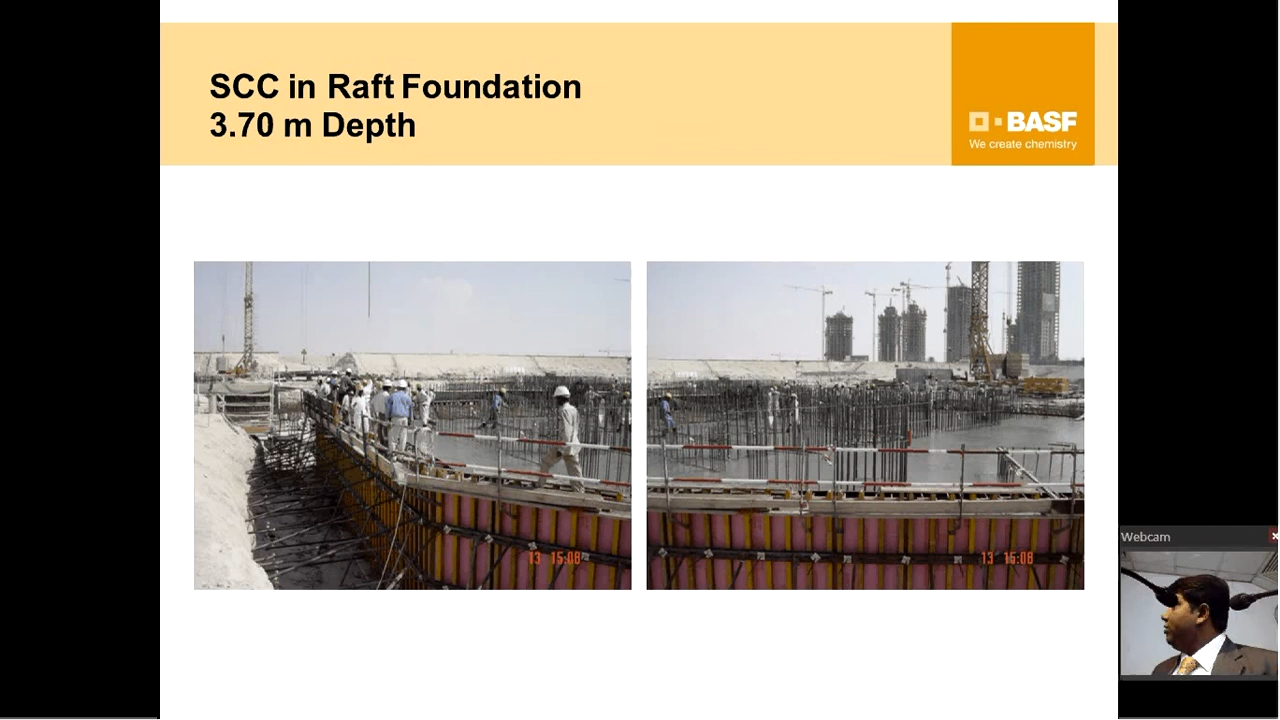 SCC in Raft Foundation
3.70 m Depth
BASF
We create chemistry
13 15:08
13 15:08
Webcam